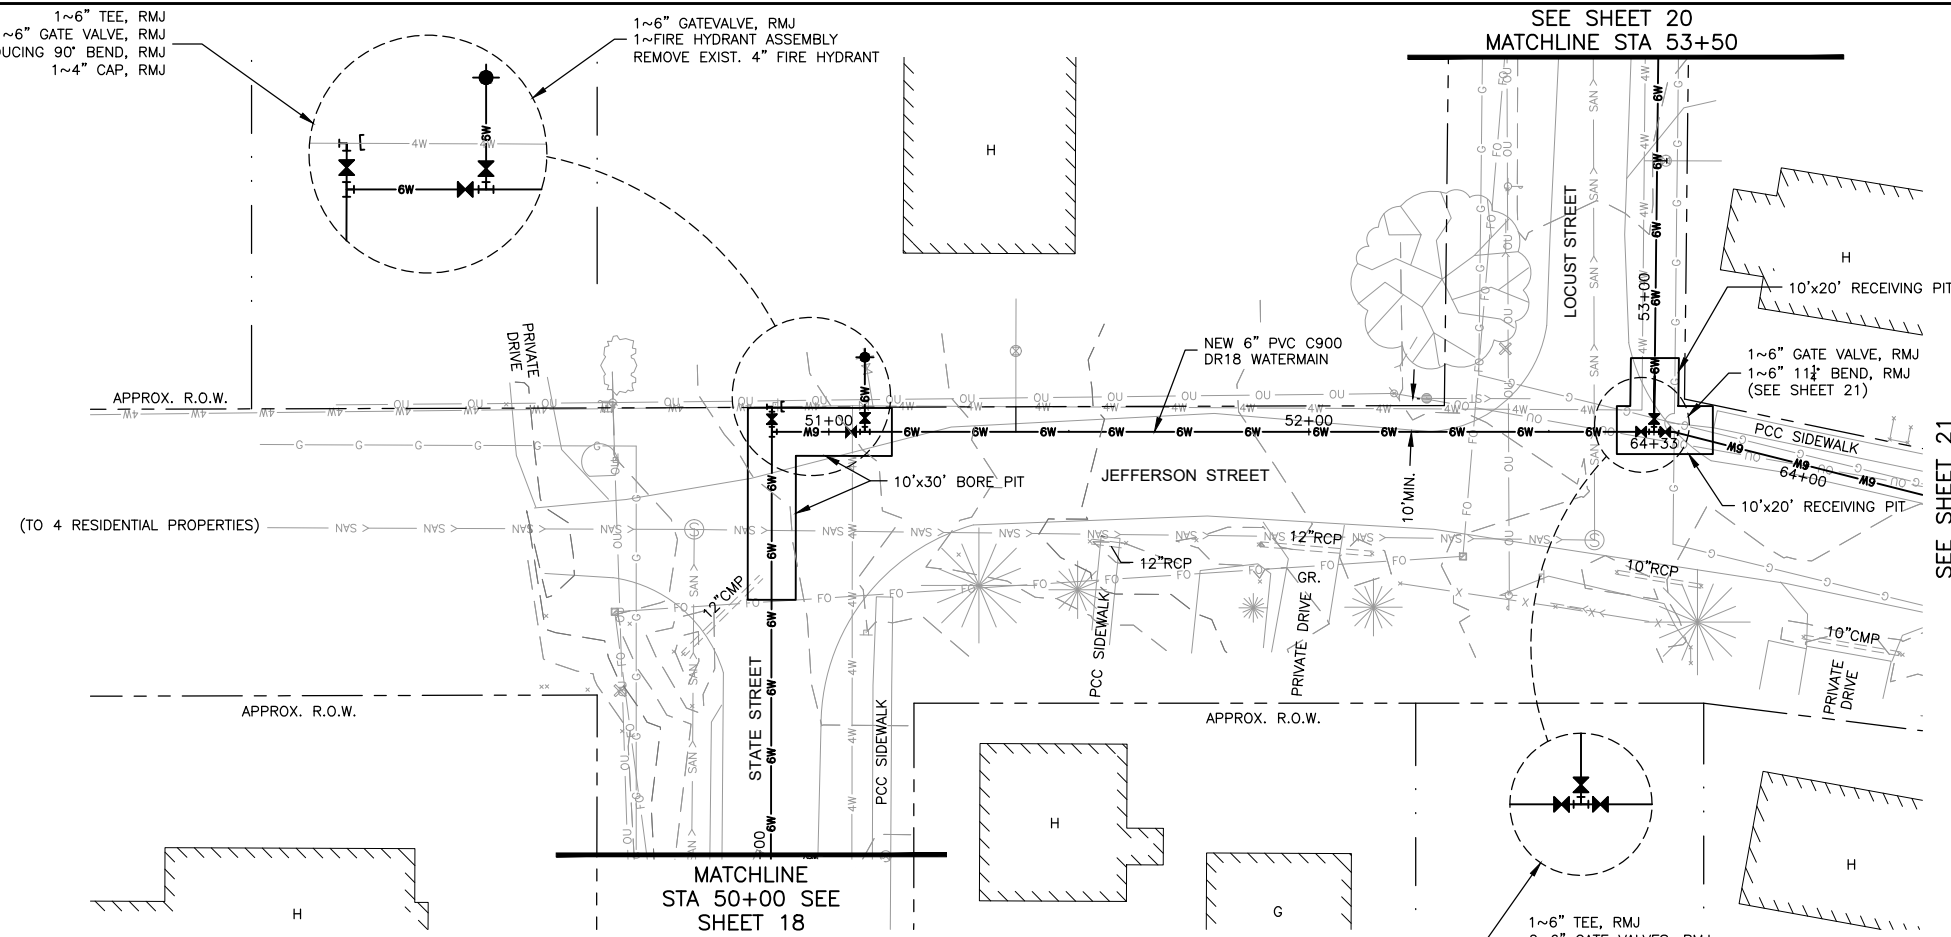 1~6" TEE, RMJ
~6" GATE VALVE, RMJ
DUCING 90° BEND, RMJ
1~4" CAP, RMJ
1~6" GATEVALVE, RMJ
1~FIRE HYDRANT ASSEMBLY
REMOVE EXIST. 4" FIRE HYDRANT
SEE SHEET 20
MATCHLINE STA 53+50
4W
4W
6W
6W
H
LOCUST STREET
53+00
H
10'x20' RECEIVING PIT
1~6" GATE VALVE, RMJ
1~6" 11¼° BEND, RMJ
(SEE SHEET 21)
NEW 6" PVC C900
DR18 WATERMAIN
PRIVATE
DRIVE
APPROX. R.O.W.
51+00
52+00
64+33
64+00
PCC SIDEWALK
JEFFERSON STREET
10'MIN.
10'x30' BORE PIT
10'x20' RECEIVING PIT
SEE SHEET 21
(TO 4 RESIDENTIAL PROPERTIES)
12"CMP
12"RCP
12"RCP
10"RCP
10"CMP
GR.
PRIVATE DRIVE
PCC SIDEWALK
PRIVATE
DRIVE
STATE STREET
PCC SIDEWALK
APPROX. R.O.W.
APPROX. R.O.W.
MATCHLINE
STA 50+00 SEE
SHEET 18
H
H
G
H
1~6" TEE, RMJ